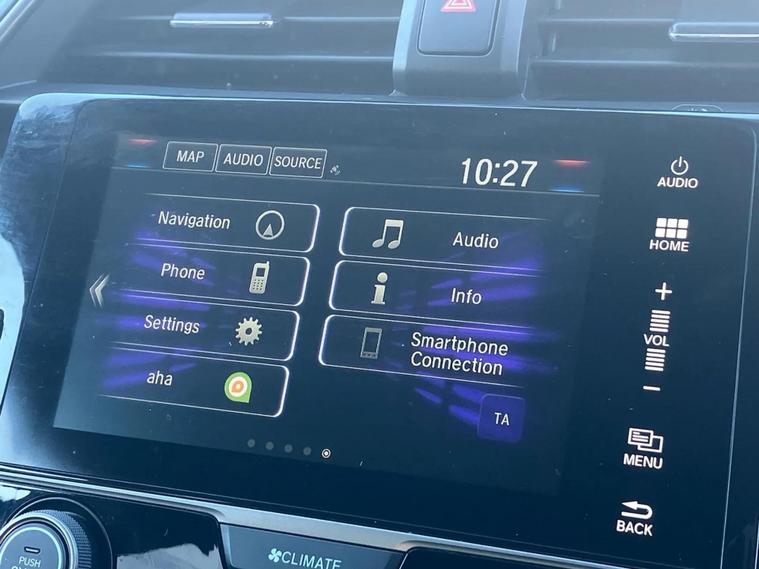 MAP AUDIO SOURCE 10:27
AUDIO
HOME
Navigation
Audio
Phone
Info
Settings
Smartphone
Connection
aha
TA
+
VOL
−
MENU
BACK
PUSH
CLIMATE